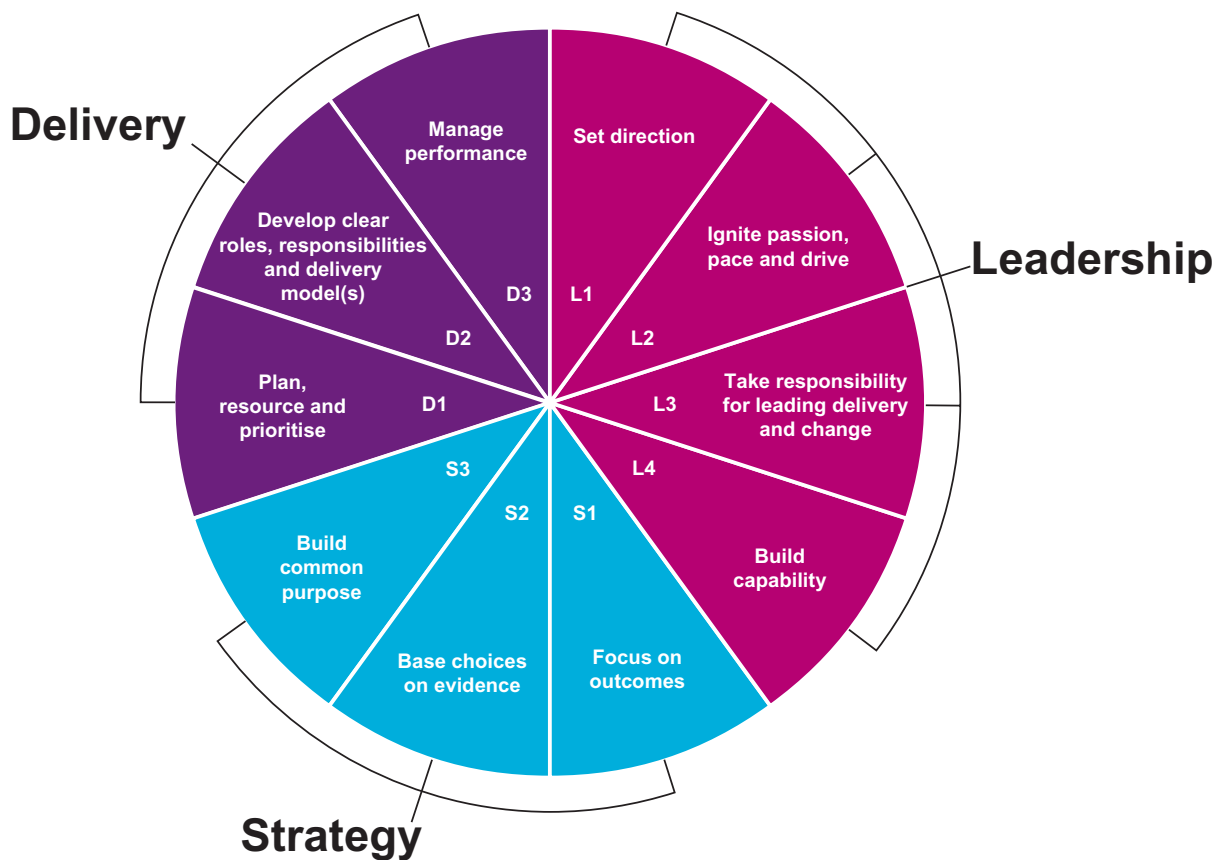 Delivery
Manage
performance
Set direction
Develop clear
roles, responsibilities
and delivery
model(s)
Ignite passion,
pace and drive
Leadership
D3
L1
D2
L2
Plan,
resource and
prioritise
D1
L3
Take responsibility
for leading delivery
and change
S3
L4
S2
S1
Build
common
purpose
Build
capability
Base choices
on evidence
Focus on
outcomes
Strategy